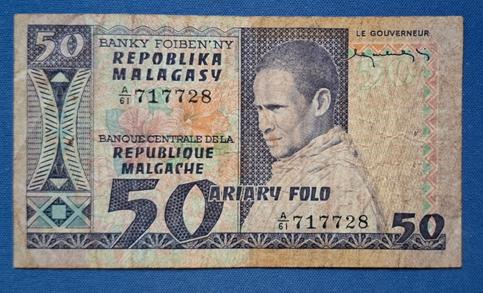 50
BANKY FOIBEN'NY
REPOBLIKA
MALAGASY
A/61 717728
BANQUE CENTRALE DE LA
REPUBLIQUE
MALGACHE
50 ARIARY FOLO
LE GOUVERNEUR
50
A/61 717728
50